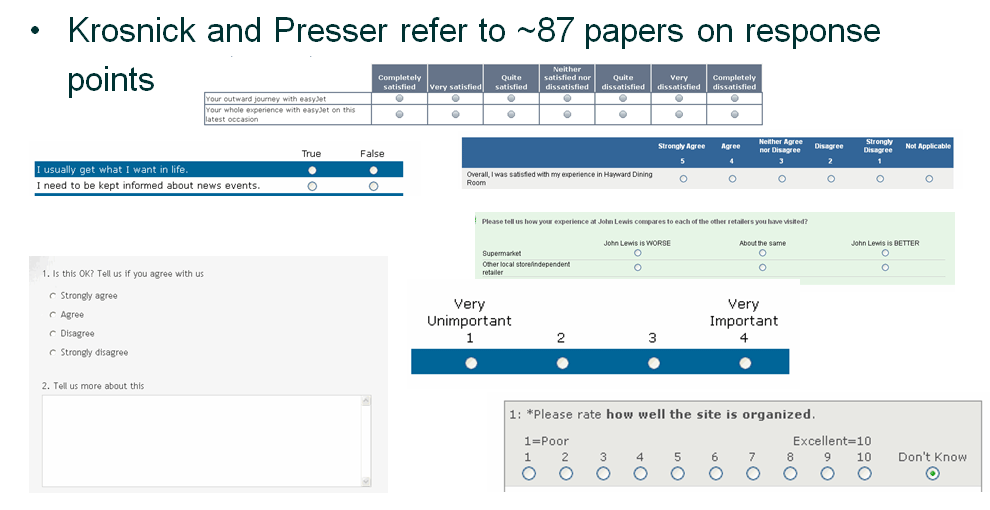 • Krosnick and Presser refer to ~87 papers on response
points
Completely satisfied Very satisfied Quite satisfied Neither satisfied nor dissatisfied Quite dissatisfied Very dissatisfied Completely dissatisfied
Your outward journey with easyJet
Your whole experience with easyJet on this
latest occasion
True False
I usually get what I want in life.
I need to be kept informed about news events.
Strongly Agree Agree Neither Agree nor Disagree Disagree Strongly Disagree Not Applicable
5 4 3 2 1
Overall, I was satisfied with my experience in Hayward Dining
Room
Please tell us how your experience at John Lewis compares to each of the other retailers you have visited?
John Lewis is WORSE About the same John Lewis is BETTER
Supermarket
Other local store/independent
retailer
1. Is this OK? Tell us if you agree with us
Strongly agree
Agree
Disagree
Strongly disagree
2. Tell us more about this
Very Unimportant Very Important
1 2 3 4
1: *Please rate how well the site is organized.
1=Poor Excellent=10
1 2 3 4 5 6 7 8 9 10 Don't Know